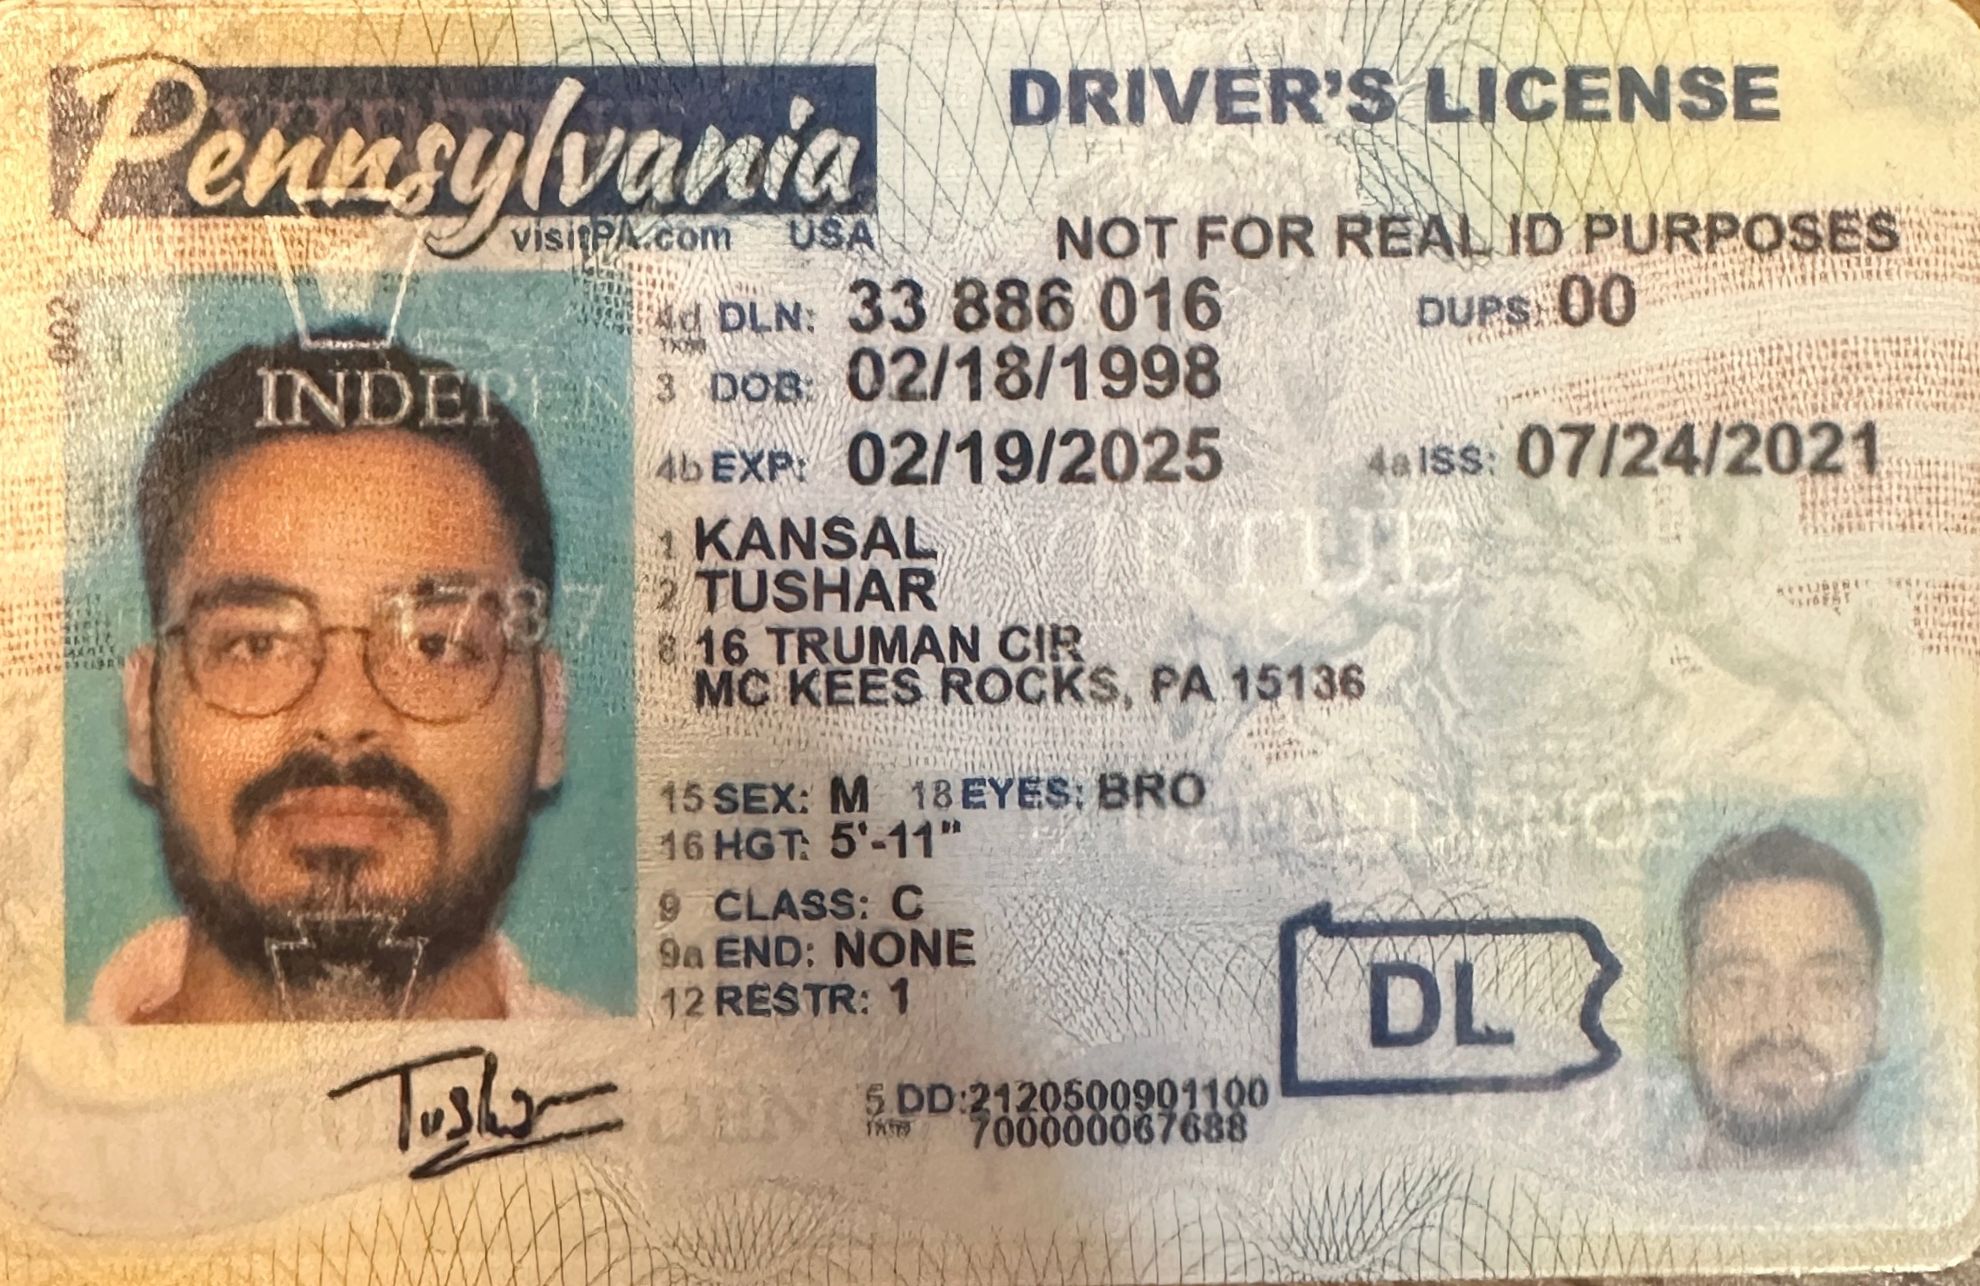 Pennsylvania
visitPA.com USA
DRIVER'S LICENSE
NOT FOR REAL ID PURPOSES
002
4d DLN: 33 886 016 DUPS: 00
3 DOB: 02/18/1998
4b EXP: 02/19/2025 4a ISS: 07/24/2021
1 KANSAL
2 TUSHAR
8 16 TRUMAN CIR
MC KEES ROCKS, PA 15136
15 SEX: M 18 EYES: BRO
16 HGT: 5'-11"
9 CLASS: C
9a END: NONE
12 RESTR: 1
DL
5 DD:2120500901100
700000067688
Tushar
INDEPEN
1787
VIRTUE